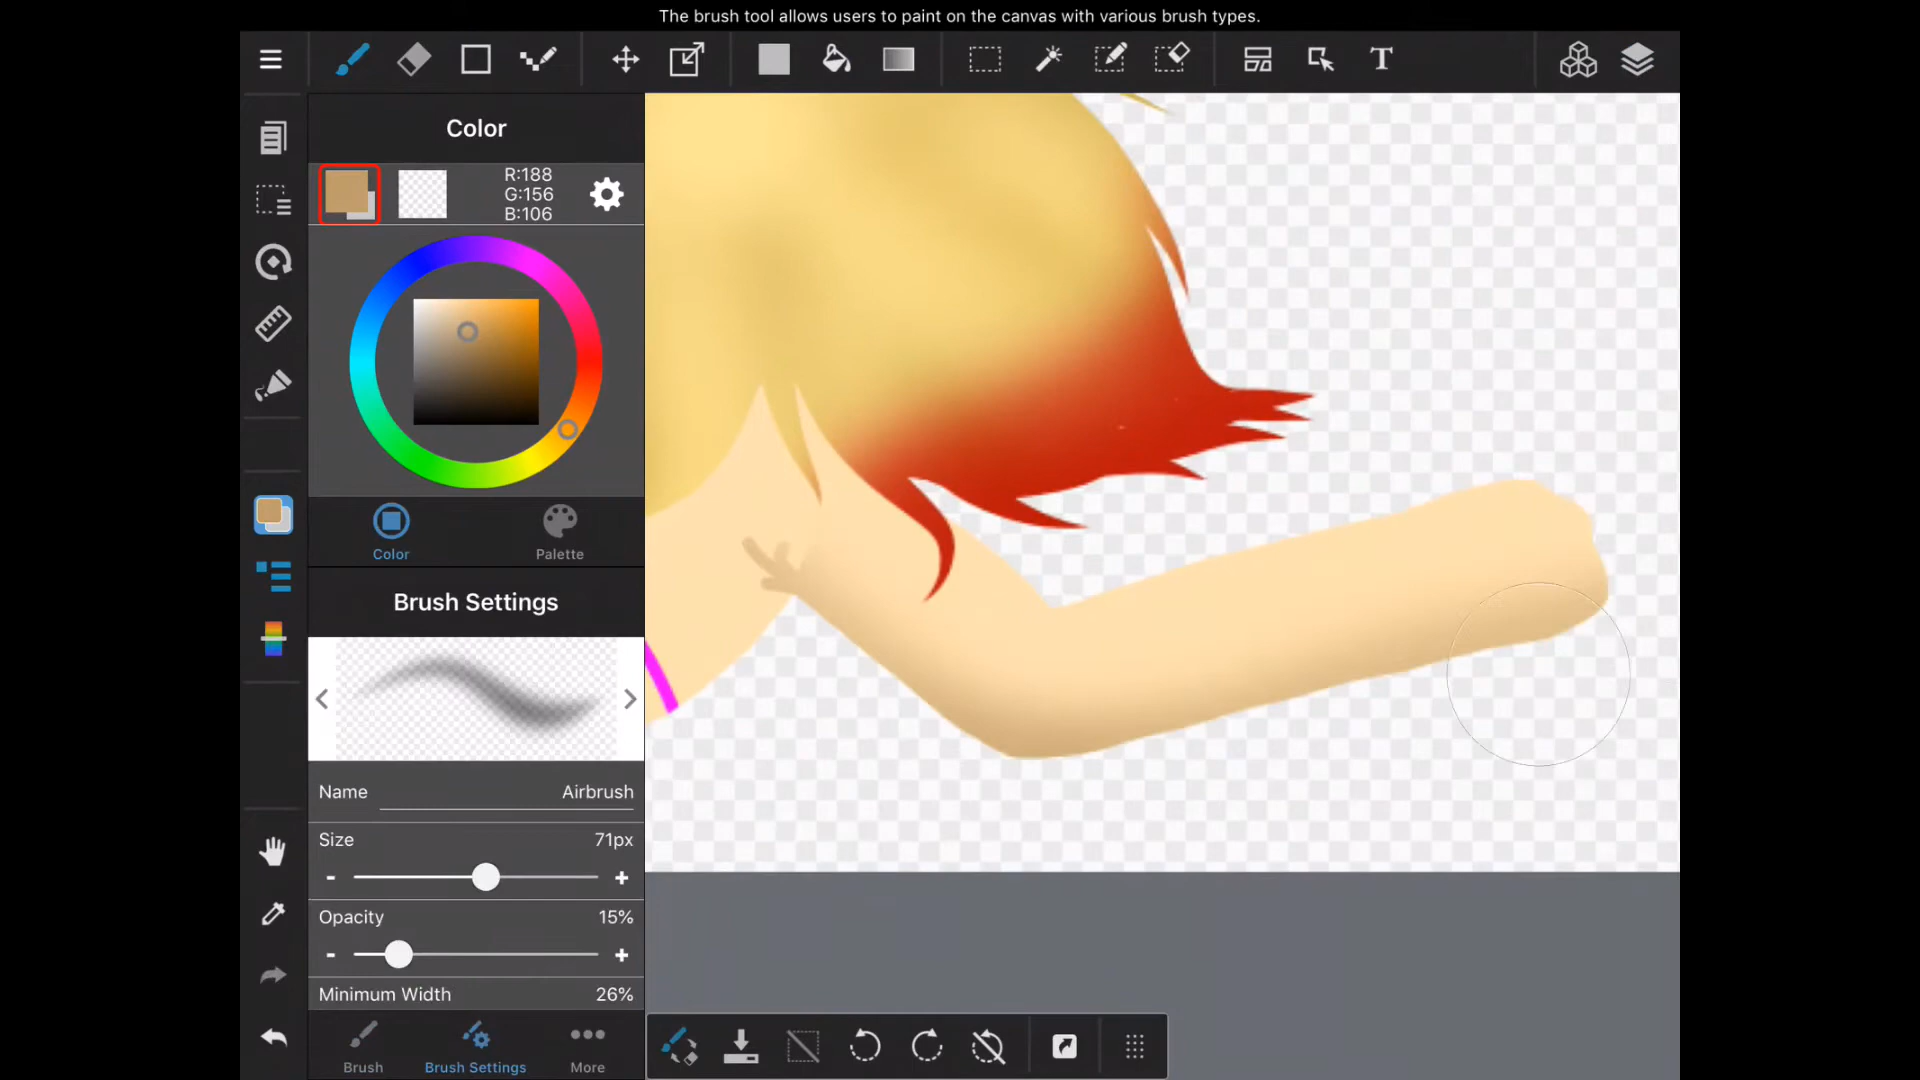 The brush tool allows users to paint on the canvas with various brush types.
T
Color
R:188
G:156
B:106
Color
Palette
Brush Settings
Name Airbrush
Size 71px
- +
Opacity 15%
- +
Minimum Width 26%
Brush
Brush Settings
More